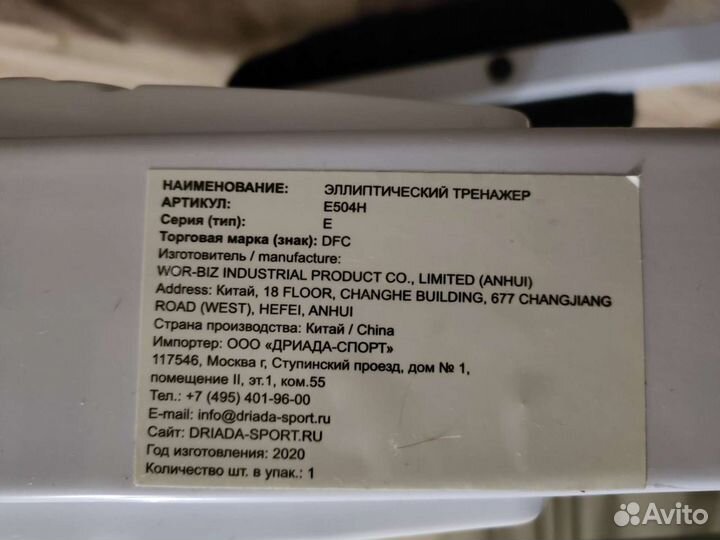 НАИМЕНОВАНИЕ: ЭЛЛИПТИЧЕСКИЙ ТРЕНАЖЕР
АРТИКУЛ: E504H
Серия (тип): E
Торговая марка (знак): DFC
Изготовитель / manufacture:
WOR-BIZ INDUSTRIAL PRODUCT CO., LIMITED (ANHUI)
Address: Китай, 18 FLOOR, CHANGHE BUILDING, 677 CHANGJIANG
ROAD (WEST), HEFEI, ANHUI
Страна производства: Китай / China
Импортер: ООО «ДРИАДА-СПОРТ»
117546, Москва г, Ступинский проезд, дом № 1,
помещение II, эт.1, ком.55
Тел.: +7 (495) 401-96-00
E-mail: info@driada-sport.ru
Сайт: DRIADA-SPORT.RU
Год изготовления: 2020
Количество шт. в упак.: 1
Avito